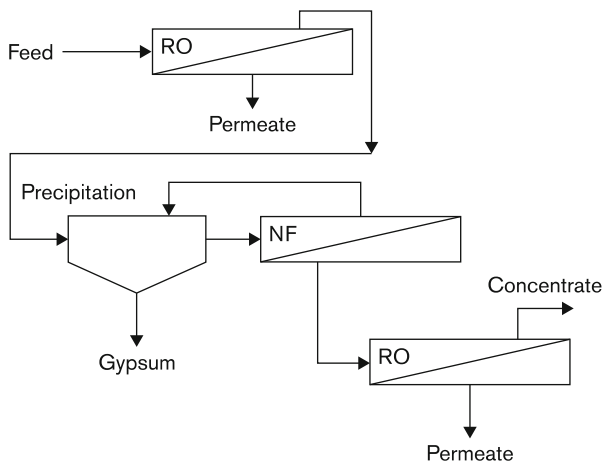 Feed
RO
Permeate
Precipitation
NF
Concentrate
Gypsum
RO
Permeate